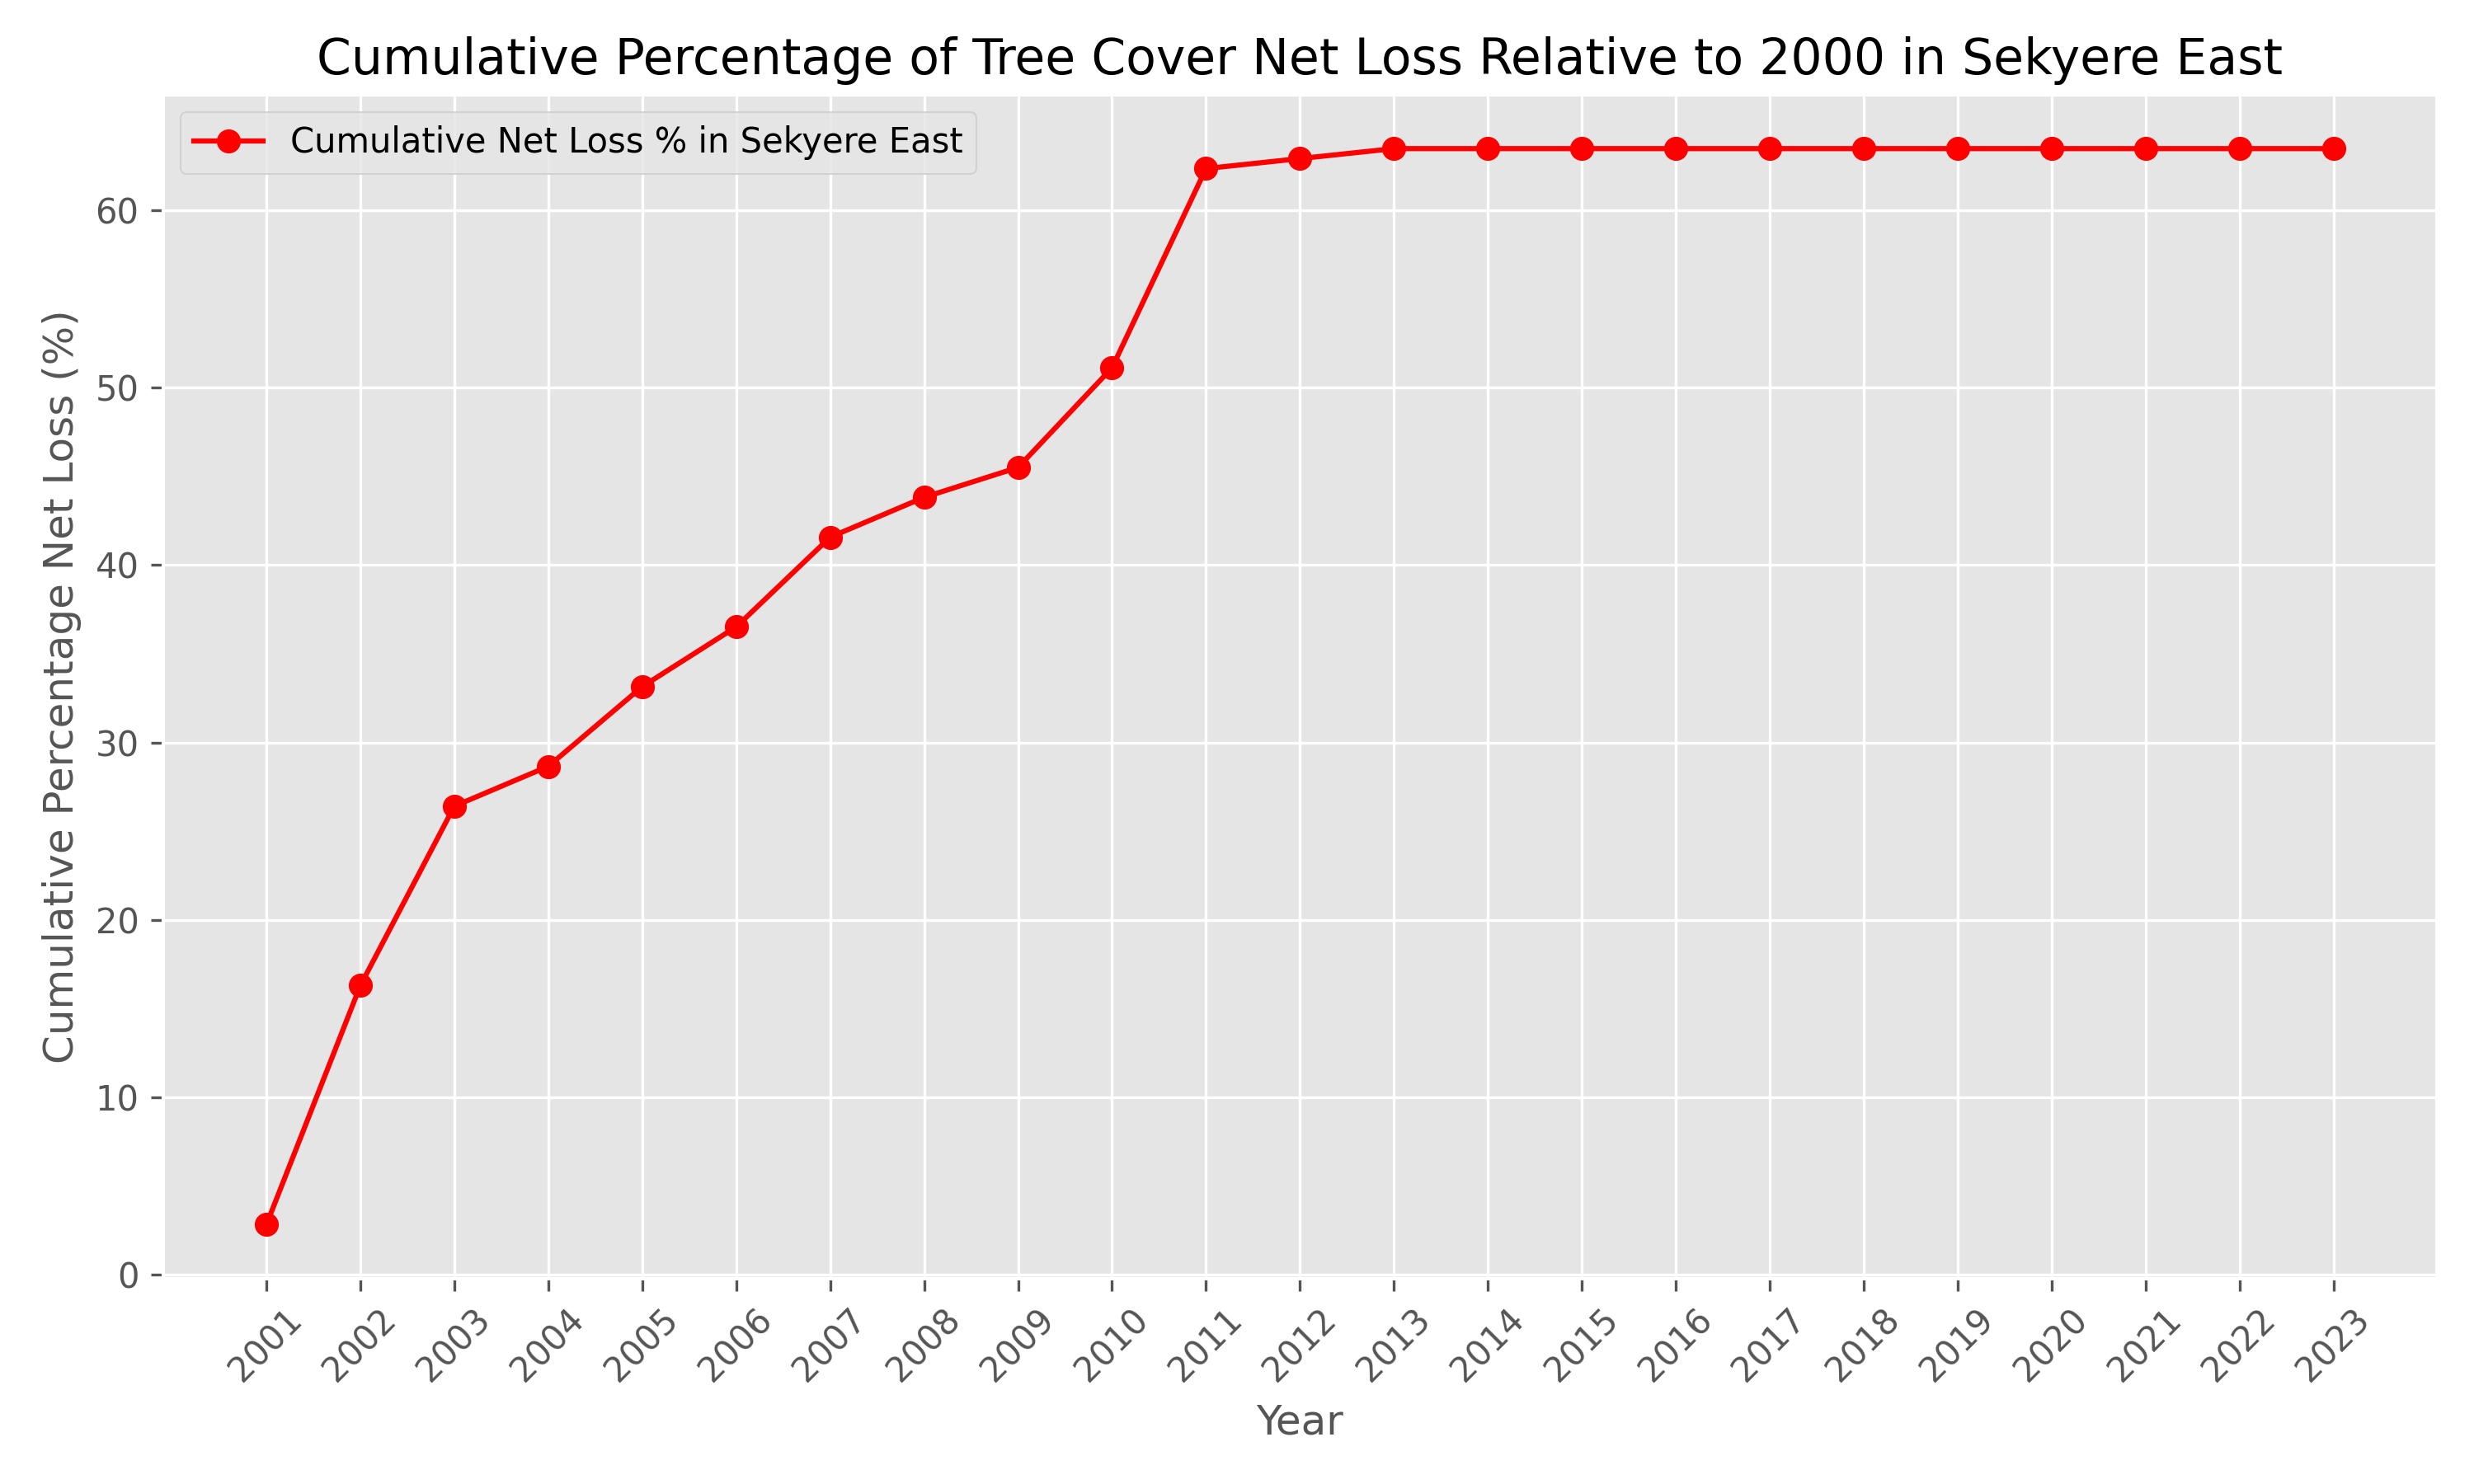 Cumulative Percentage of Tree Cover Net Loss Relative to 2000 in Sekyere East
Cumulative Net Loss % in Sekyere East
Cumulative Percentage Net Loss (%)
60
50
40
30
20
10
0
2001 2002 2003 2004 2005 2006 2007 2008 2009 2010 2011 2012 2013 2014 2015 2016 2017 2018 2019 2020 2021 2022 2023
Year